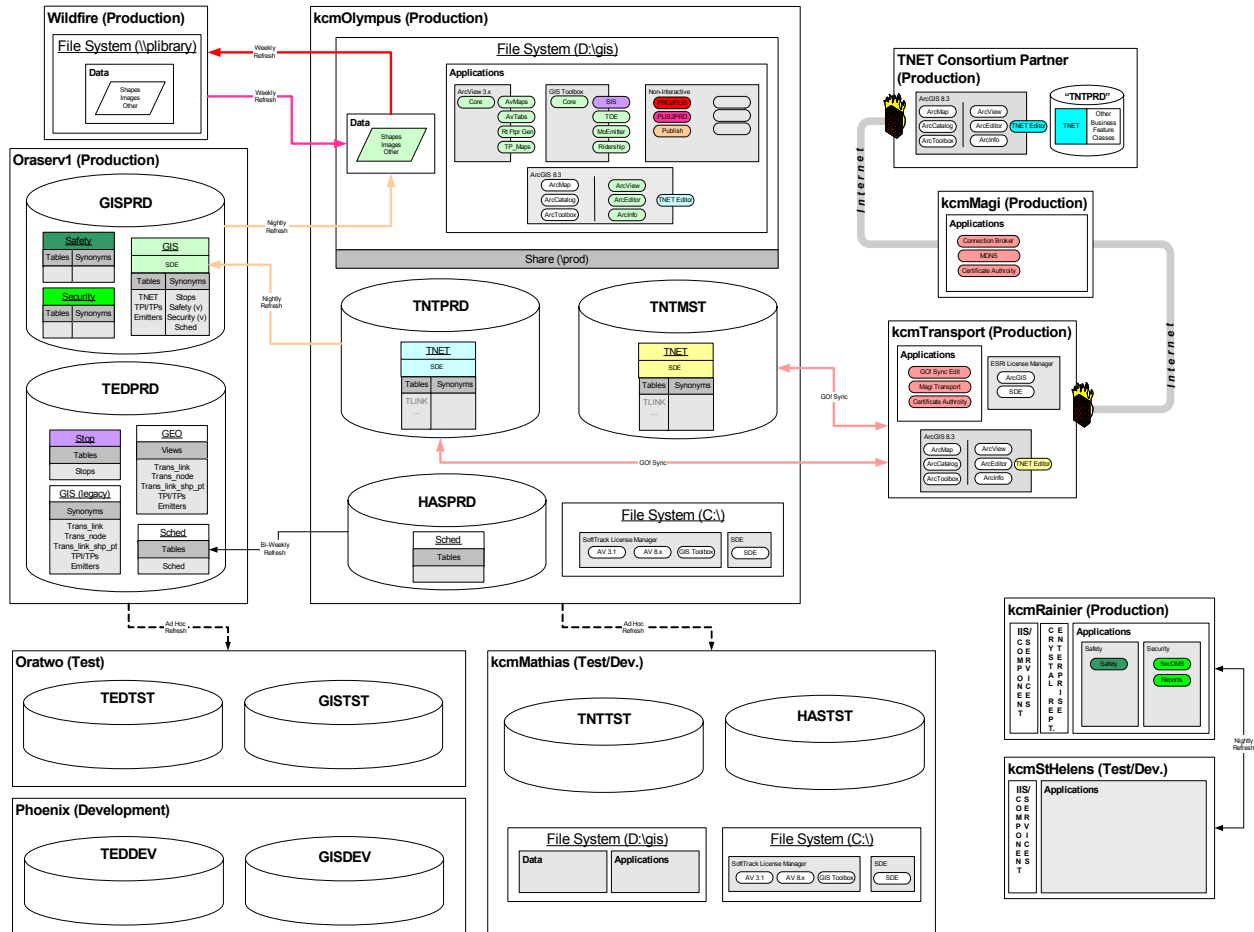 Wildfire (Production)
File System (\\plibrary)
Data
Shapes
Images
Other
Weekly
Refresh
Weekly
Refresh
kcmOlympus (Production)
File System (D:\gis)
Data
Shapes
Images
Other
Applications
ArcView 3.x
Core
AvMaps
AvTabs
Rt Flpr Gen
TP_Maps
GIS Toolbox
Core
SIS
TOE
MoEmitter
Ridership
Non-Interactive
PRD2PUB
PUB2PRD
Publish
ArcGIS 8.3
ArcMap
ArcCatalog
ArcToolbox
ArcView
ArcEditor
ArcInfo
TNET Editor
Share (\prod)
Oraserv1 (Production)
GISPRD
Safety
Tables
Synonyms
Security
Tables
Synonyms
GIS
SDE
Tables
Synonyms
TNET
TPI/TPs
Emitters
Stops
Safety (v)
Security (v)
Sched
Nightly
Refresh
Nightly
Refresh
TEDPRD
Stop
Tables
Stops
GIS (legacy)
Synonyms
Trans_link
Trans_node
Trans_link_shp_pt
TPI/TPs
Emitters
GEO
Views
Trans_link
Trans_node
Trans_link_shp_pt
TPI/TPs
Emitters
Sched
Tables
Sched
Bi-Weekly
Refresh
TNTPRD
TNET
SDE
Tables
Synonyms
TLINK
...
TNTMST
TNET
SDE
Tables
Synonyms
TLINK
...
GO! Sync
GO! Sync
HASPRD
Sched
Tables
File System (C:\)
SoftTrack License Manager
AV 3.1
AV 8.x
GIS Toolbox
SDE
SDE
TNET Consortium Partner
(Production)
ArcGIS 8.3
ArcMap
ArcCatalog
ArcToolbox
ArcView
ArcEditor
ArcInfo
TNET Editor
“TNTPRD”
TNET
Other
Business
Feature
Classes
Internet
kcmMagi (Production)
Applications
Connection Broker
MDNS
Certificate Authroity
Internet
kcmTransport (Production)
Applications
GO! Sync Edit
Magi Transport
Certificate Authroity
ESRI License Manager
ArcGIS
SDE
ArcGIS 8.3
ArcMap
ArcCatalog
ArcToolbox
ArcView
ArcEditor
ArcInfo
TNET Editor
Ad Hoc
Refresh
Ad Hoc
Refresh
Oratwo (Test)
TEDTST
GISTST
Phoenix (Development)
TEDDEV
GISDEV
kcmMathias (Test/Dev.)
TNTTST
HASTST
File System (D:\gis)
Data
Applications
File System (C:\)
SoftTrack License Manager
AV 3.1
AV 8.x
GIS Toolbox
SDE
SDE
kcmRainier (Production)
IIS/
COMPONENT
SERVICES
CRYSTAL REPT.
ENTERPRISE
Applications
Safety
Safety
Security
SecDMS
Reports
Nightly
Refresh
kcmStHelens (Test/Dev.)
IIS/
COMPONENT
SERVICES
Applications